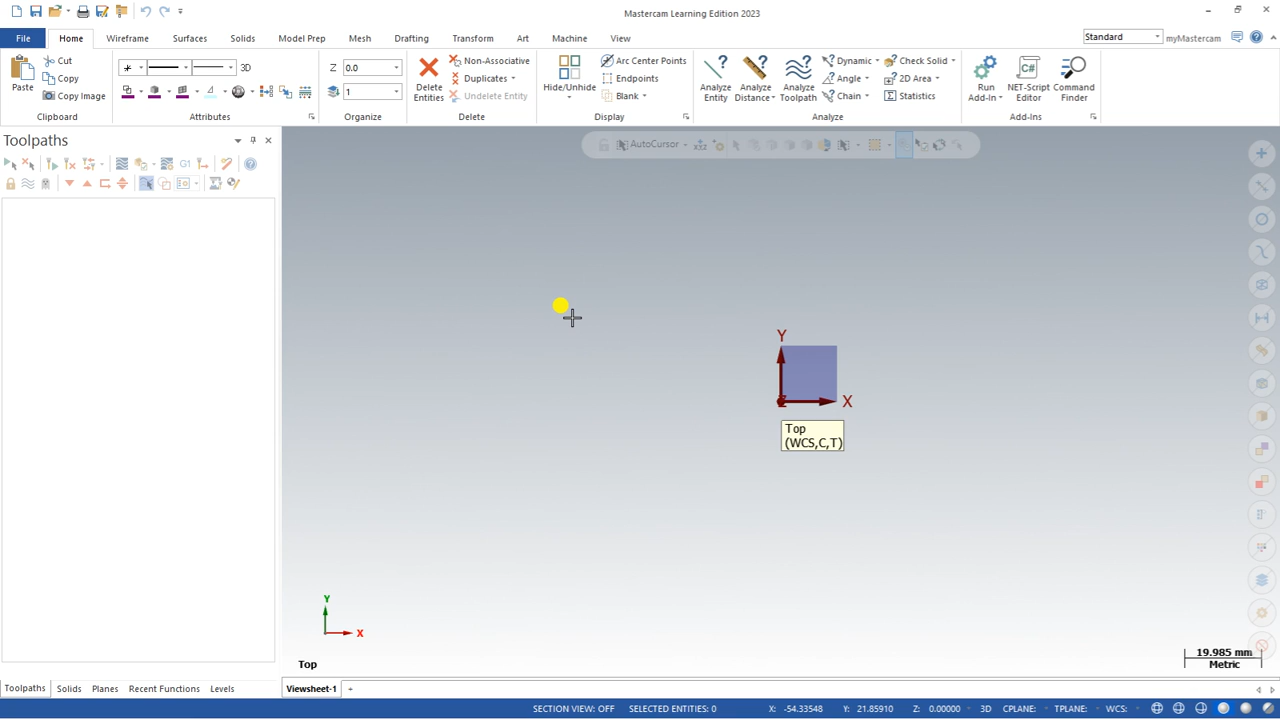 Mastercam Learning Edition 2023
File Home Wireframe Surfaces Solids Model Prep Mesh Drafting Transform Art Machine View Standard myMastercam
Paste
Cut
Copy
Copy Image
Clipboard
3D
Attributes
Z 0.0
1
Organize
Delete
Entities
Non-Associative
Duplicates
Undelete Entity
Delete
Hide/Unhide
Arc Center Points
Endpoints
Blank
Display
Analyze
Entity
Analyze
Distance
Analyze
Toolpath
Dynamic
Angle
Chain
Check Solid
2D Area
Statistics
Analyze
Run
Add-In
NET-Script
Editor
Command
Finder
Add-Ins
Toolpaths
G1
AutoCursor
Y
X
Z
Top
(WCS,C,T)
Y
X
Top
19.985 mm
Metric
Toolpaths Solids Planes Recent Functions Levels Viewsheet-1 +
SECTION VIEW: OFF SELECTED ENTITIES: 0 X: -54.33548 Y: 21.85910 Z: 0.00000 3D CPLANE: TPLANE: WCS: